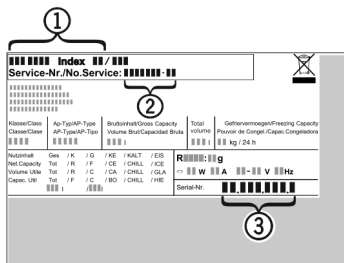 1
Index /
Service-Nr./No.Service: -
2
Klasse/Class
Classe/Clase
Ap-Typ/AP-Type
AP-Type/AP-Tipo
Bruttoinhalt/Gross Capacity
Volume Brut/Capacidad Bruta
Total
volume
Gefriervermoegen/Freezing Capacity
Pouvoir de Congel./Capac.Congeladora
l
l
kg / 24 h
Nutzinhalt Ges / K / G / KE / KALT / EIS
Net.Capacity Tot / R / F / CE / CHILL / ICE
Volume Utile Tot / R / C / CA / CHILL / GLA
Capac. Util Tot / F / C / BO / CHILL / HIE
l / l
R : g
W A - V Hz
Serial-Nr. . . .
3